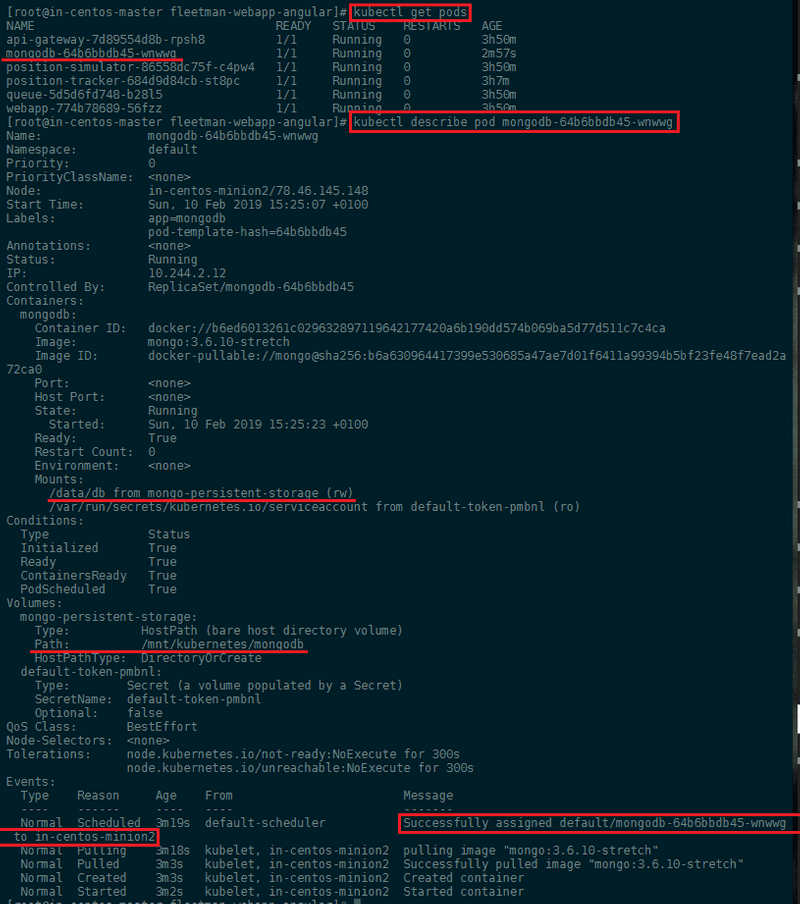 [root@in-centos-master fleetman-webapp-angular]# kubectl get pods
NAME READY STATUS RESTARTS AGE
api-gateway-7d89554d8b-rpsh8 1/1 Running 0 3h50m
mongodb-64b6bbdb45-wnwwg 1/1 Running 0 2m57s
position-simulator-86558dc75f-c4pw4 1/1 Running 0 3h50m
position-tracker-684d9d84cb-st8pc 1/1 Running 0 3h7m
queue-5d5d6fd748-b28l5 1/1 Running 0 3h50m
webapp-774b78689-56fzz 1/1 Running 0 3h50m
[root@in-centos-master fleetman-webapp-angular]# kubectl describe pod mongodb-64b6bbdb45-wnwwg
Name: mongodb-64b6bbdb45-wnwwg
Namespace: default
Priority: 0
PriorityClassName: <none>
Node: in-centos-minion2/78.46.145.148
Start Time: Sun, 10 Feb 2019 15:25:07 +0100
Labels: app=mongodb
pod-template-hash=64b6bbdb45
Annotations: <none>
Status: Running
IP: 10.244.2.12
Controlled By: ReplicaSet/mongodb-64b6bbdb45
Containers:
mongodb:
Container ID: docker://b6ed6013261c029632897119642177420a6b190dd574b069ba5d77d511c7c4ca
Image: mongo:3.6.10-stretch
Image ID: docker-pullable://mongo@sha256:b6a630964417399e530685a47ae7d01f6411a99394b5bf23fe48f7ead2a
72ca0
Port: <none>
Host Port: <none>
State: Running
Started: Sun, 10 Feb 2019 15:25:23 +0100
Ready: True
Restart Count: 0
Environment: <none>
Mounts:
/data/db from mongo-persistent-storage (rw)
/var/run/secrets/kubernetes.io/serviceaccount from default-token-pmbnl (ro)
Conditions:
Type Status
Initialized True
Ready True
ContainersReady True
PodScheduled True
Volumes:
mongo-persistent-storage:
Type: HostPath (bare host directory volume)
Path: /mnt/kubernetes/mongodb
HostPathType: DirectoryOrCreate
default-token-pmbnl:
Type: Secret (a volume populated by a Secret)
SecretName: default-token-pmbnl
Optional: false
QoS Class: BestEffort
Node-Selectors: <none>
Tolerations: node.kubernetes.io/not-ready:NoExecute for 300s
node.kubernetes.io/unreachable:NoExecute for 300s
Events:
Type Reason Age From Message
---- ------ ---- ---- -------
Normal Scheduled 3m19s default-scheduler Successfully assigned default/mongodb-64b6bbdb45-wnwwg
to in-centos-minion2
Normal Pulling 3m18s kubelet, in-centos-minion2 pulling image "mongo:3.6.10-stretch"
Normal Pulled 3m3s kubelet, in-centos-minion2 Successfully pulled image "mongo:3.6.10-stretch"
Normal Created 3m3s kubelet, in-centos-minion2 Created container
Normal Started 3m2s kubelet, in-centos-minion2 Started container